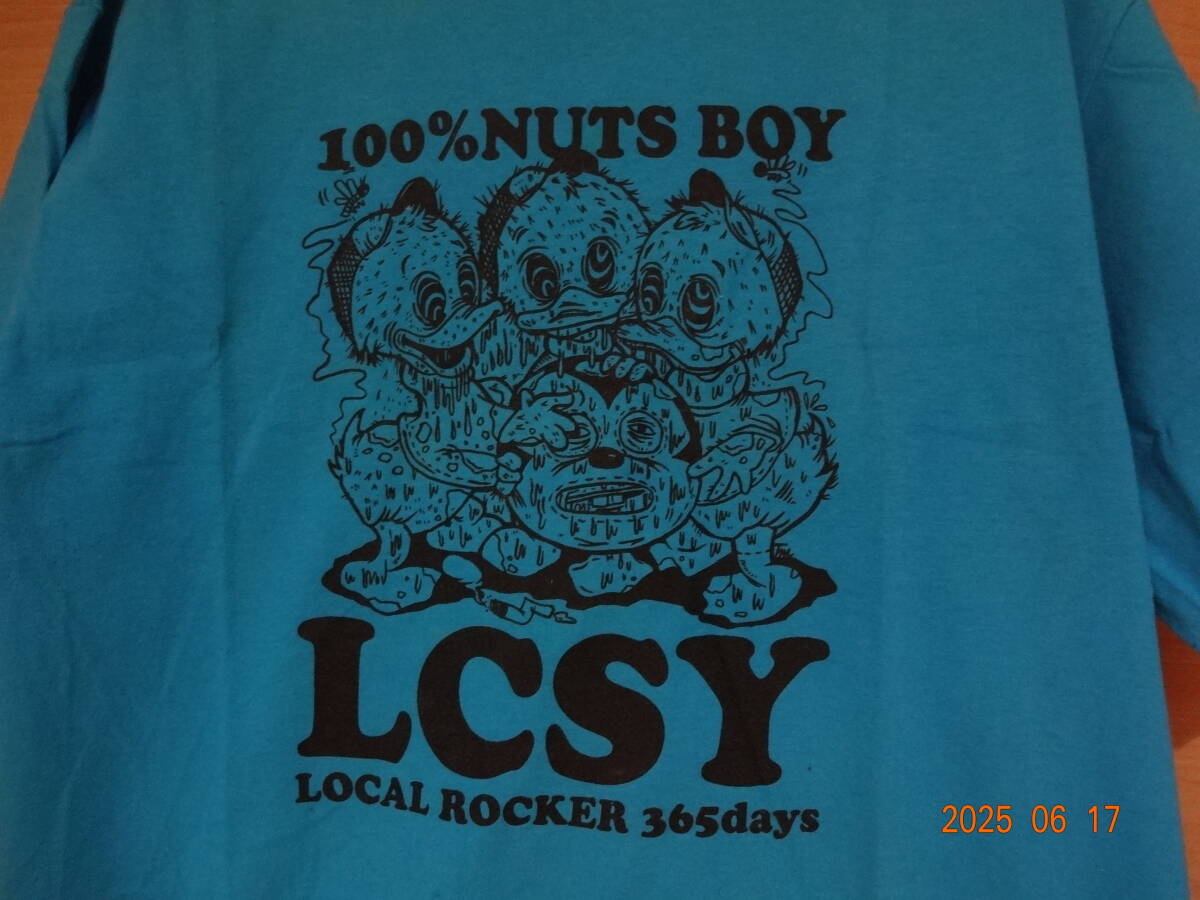 100%NUTS BOY
LCSY
LOCAL ROCKER 365days
2025 06 17